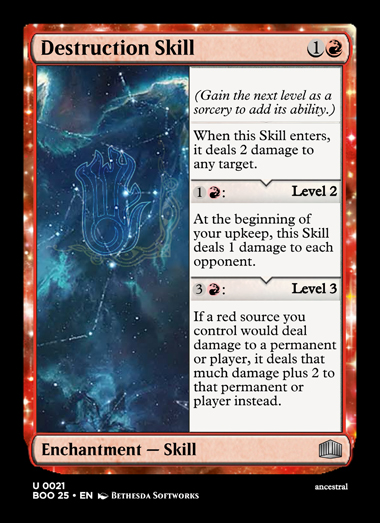 Destruction Skill 1
(Gain the next level as a
sorcery to add its ability.)
When this Skill enters,
it deals 2 damage to
any target.
1 : Level 2
At the beginning of
your upkeep, this Skill
deals 1 damage to each
opponent.
3 : Level 3
If a red source you
control would deal
damage to a permanent
or player, it deals that
much damage plus 2 to
that permanent or
player instead.
Enchantment — Skill
U 0021
BOO 25 • EN Bethesda Softworks
ancestral